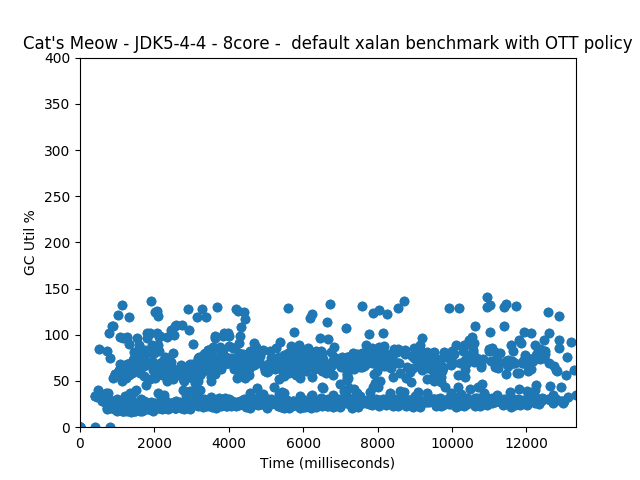 Cat's Meow - JDK5-4-4 - 8core -  default xalan benchmark with OTT policy
400
350
300
250
200
150
100
50
0
GC Util %
0 2000 4000 6000 8000 10000 12000
Time (milliseconds)